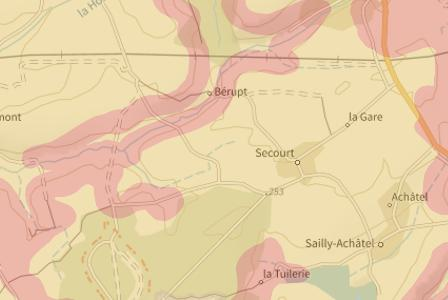 la Ho
Bérupt
mont
la Gare
Secourt
253
Achâtel
Sailly-Achâtel
la Tuilerie